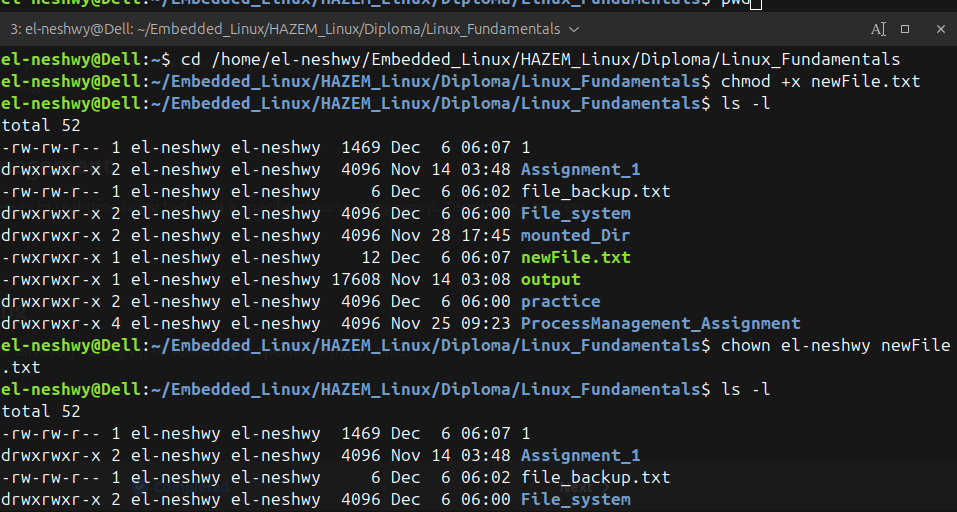 pwd
3: el-neshwy@Dell: ~/Embedded_Linux/HAZEM_Linux/Diploma/Linux_Fundamentals
el-neshwy@Dell:~$ cd /home/el-neshwy/Embedded_Linux/HAZEM_Linux/Diploma/Linux_Fundamentals
el-neshwy@Dell:~/Embedded_Linux/HAZEM_Linux/Diploma/Linux_Fundamentals$ chmod +x newFile.txt
el-neshwy@Dell:~/Embedded_Linux/HAZEM_Linux/Diploma/Linux_Fundamentals$ ls -l
total 52
-rw-rw-r-- 1 el-neshwy el-neshwy  1469 Dec  6 06:07 1
drwxrwxr-x 2 el-neshwy el-neshwy  4096 Nov 14 03:48 Assignment_1
-rw-rw-r-- 1 el-neshwy el-neshwy     6 Dec  6 06:02 file_backup.txt
drwxrwxr-x 2 el-neshwy el-neshwy  4096 Dec  6 06:00 File_system
drwxrwxr-x 2 el-neshwy el-neshwy  4096 Nov 28 17:45 mounted_Dir
-rwxrwxr-x 1 el-neshwy el-neshwy    12 Dec  6 06:07 newFile.txt
-rwxrwxr-x 1 el-neshwy el-neshwy 17608 Nov 14 03:08 output
drwxrwxr-x 2 el-neshwy el-neshwy  4096 Dec  6 06:00 practice
drwxrwxr-x 4 el-neshwy el-neshwy  4096 Nov 25 09:23 ProcessManagement_Assignment
el-neshwy@Dell:~/Embedded_Linux/HAZEM_Linux/Diploma/Linux_Fundamentals$ chown el-neshwy newFile
.txt
el-neshwy@Dell:~/Embedded_Linux/HAZEM_Linux/Diploma/Linux_Fundamentals$ ls -l
total 52
-rw-rw-r-- 1 el-neshwy el-neshwy  1469 Dec  6 06:07 1
drwxrwxr-x 2 el-neshwy el-neshwy  4096 Nov 14 03:48 Assignment_1
-rw-rw-r-- 1 el-neshwy el-neshwy     6 Dec  6 06:02 file_backup.txt
drwxrwxr-x 2 el-neshwy el-neshwy  4096 Dec  6 06:00 File_system